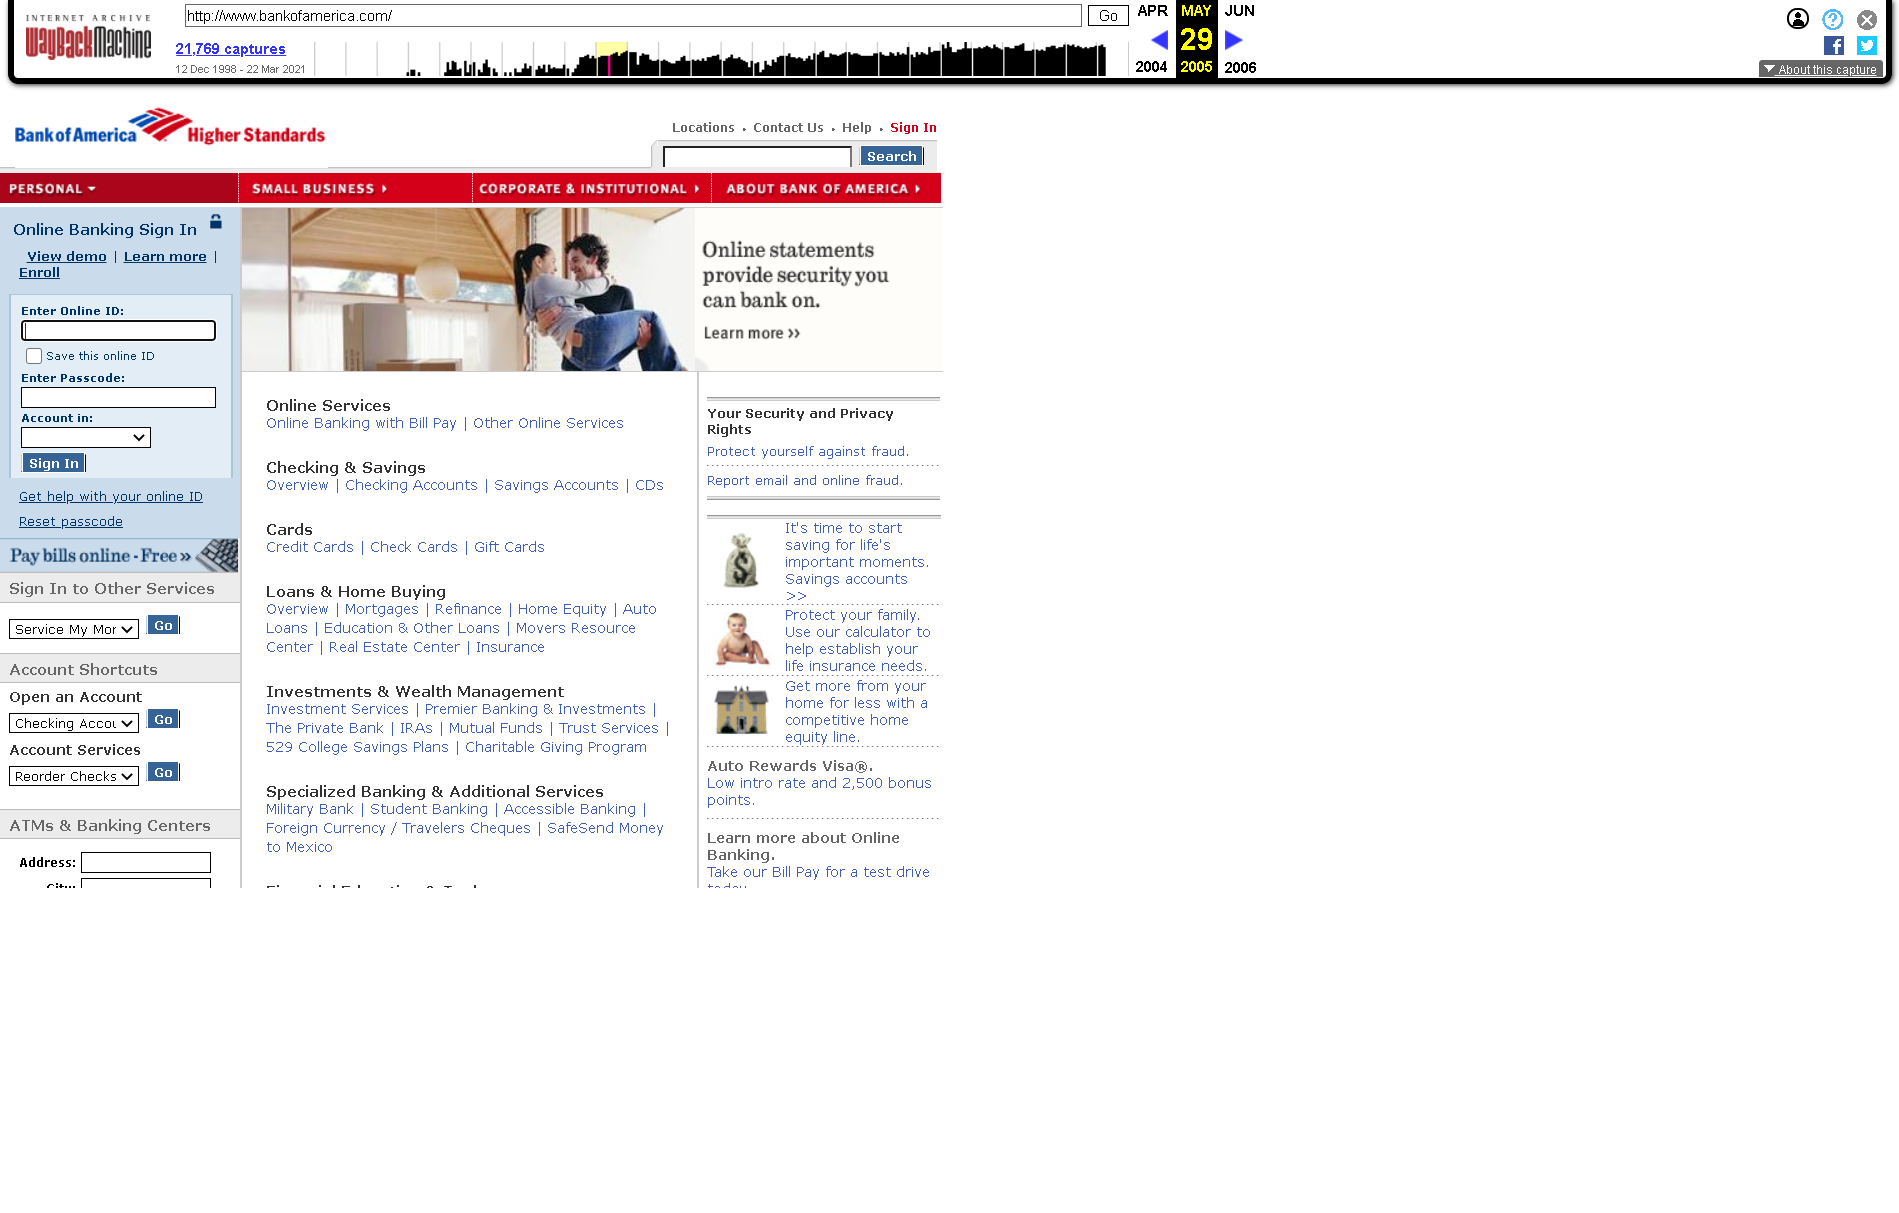 INTERNET ARCHIVE
WayBackMachine
http://www.bankofamerica.com/
Go
APR MAY JUN
21,769 captures
29
12 Dec 1998 - 22 Mar 2021
2004 2005 2006
About this capture
Bank of America Higher Standards
Locations • Contact Us • Help • Sign In
Search
PERSONAL
SMALL BUSINESS
CORPORATE & INSTITUTIONAL
ABOUT BANK OF AMERICA
Online Banking Sign In
View demo | Learn more |
Enroll
Enter Online ID:
Save this online ID
Enter Passcode:
Account in:
Sign In
Get help with your online ID
Reset passcode
Pay bills online - Free »
Sign In to Other Services
Service My Mor
Go
Account Shortcuts
Open an Account
Checking Accou
Go
Account Services
Reorder Checks
Go
ATMs & Banking Centers
Address:
City:
Online statements
provide security you
can bank on.
Learn more >>
Online Services
Online Banking with Bill Pay | Other Online Services
Checking & Savings
Overview | Checking Accounts | Savings Accounts | CDs
Cards
Credit Cards | Check Cards | Gift Cards
Loans & Home Buying
Overview | Mortgages | Refinance | Home Equity | Auto
Loans | Education & Other Loans | Movers Resource
Center | Real Estate Center | Insurance
Investments & Wealth Management
Investment Services | Premier Banking & Investments |
The Private Bank | IRAs | Mutual Funds | Trust Services |
529 College Savings Plans | Charitable Giving Program
Specialized Banking & Additional Services
Military Bank | Student Banking | Accessible Banking |
Foreign Currency / Travelers Cheques | SafeSend Money
to Mexico
Your Security and Privacy
Rights
Protect yourself against fraud.
Report email and online fraud.
It's time to start
saving for life's
important moments.
Savings accounts
>>
Protect your family.
Use our calculator to
help establish your
life insurance needs.
Get more from your
home for less with a
competitive home
equity line.
Auto Rewards Visa®.
Low intro rate and 2,500 bonus
points.
Learn more about Online
Banking.
Take our Bill Pay for a test drive
today